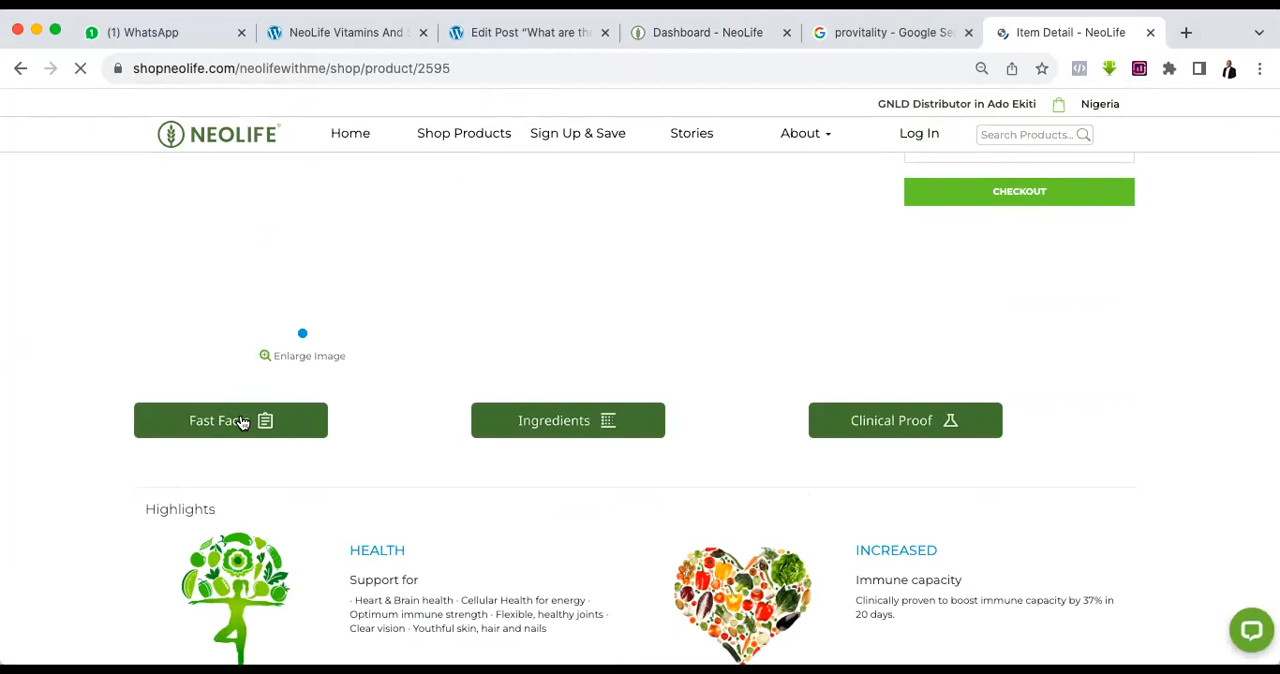 (1) WhatsApp
NeoLife Vitamins And S
Edit Post "What are the
Dashboard - NeoLife
provitality - Google Se
Item Detail - NeoLife
shopneolife.com/neolifewithme/shop/product/2595
GNLD Distributor in Ado Ekiti
Nigeria
NEOLIFE
Home
Shop Products
Sign Up & Save
Stories
About
Log In
Search Products...
CHECKOUT
Enlarge Image
Fast Fac
Ingredients
Clinical Proof
Highlights
HEALTH
Support for
· Heart & Brain health · Cellular Health for energy ·
Optimum immune strength · Flexible, healthy joints ·
Clear vision · Youthful skin, hair and nails
INCREASED
Immune capacity
Clinically proven to boost immune capacity by 37% in
20 days.